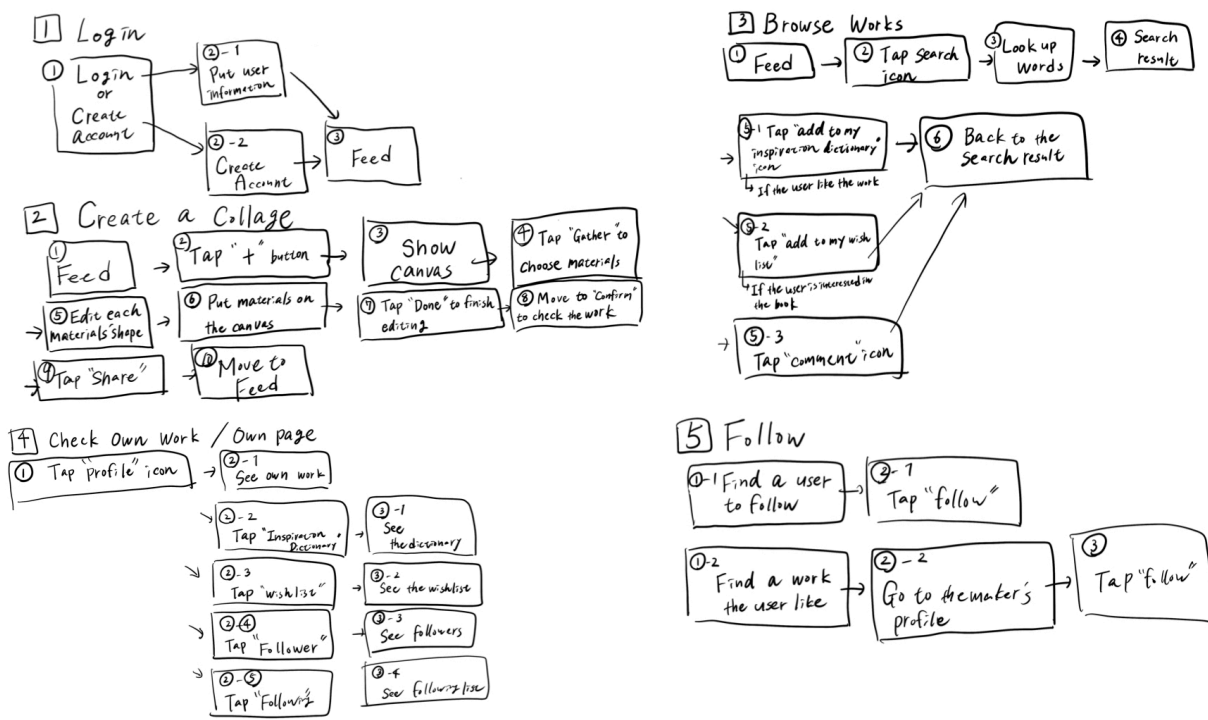 1 Login
① Login
or
Create
account
②-1
Put user
information
②-2
Create
Account
③
Feed
2 Create a Collage
①
Feed
② Tap "+" button
③
Show
canvas
④ Tap "Gather" to
choose materials
⑤ Edit each
materials' shape
⑥ Put materials on
the canvas
⑦ Tap "Done" to finish
editing
⑧ Move to "Confirm"
to check the work
⑨ Tap "Share"
⑩ Move to
Feed
3 Browse Works
① Feed
② Tap search
icon
③ Look up
words
④ Search
result
⑤-1 Tap "add to my
inspiration dictionary"
icon
If the user like the work
⑤-2
Tap "add to my wish
list"
If the user is interested in
the book
⑤-3
Tap "comment" icon
⑥ Back to the
search result
4 Check Own Work / Own page
① Tap "profile" icon
②-1
See own work
②-2
Tap "Inspiration
Dictionary"
③-1
See
the dictionary
②-3
Tap "wishlist"
③-2
See the wishlist
②-④
Tap "Follower"
③-3
See followers
②-⑤
Tap "Following"
③-4
See following list
5 Follow
①-1 Find a user
to follow
②-1
Tap "follow"
①-2
Find a work
the user like
②-2
Go to the maker's
profile
③
Tap "follow"